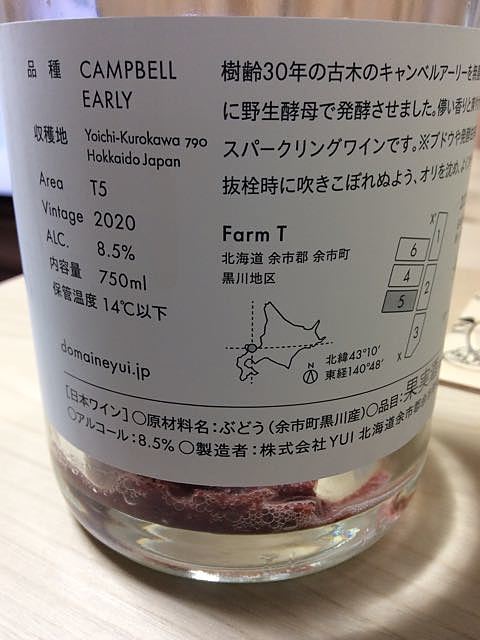 品種 CAMPBELL
EARLY
収穫地 Yoichi-Kurokawa 790
Hokkaido Japan
Area T5
Vintage 2020
ALC. 8.5%
内容量 750ml
保管温度 14℃以下
domaineyui.jp
樹齢30年の古木のキャンベルアーリーを
に野生酵母で発酵させました。儚い香りと
スパークリングワインです。※ブドウや
抜栓時に吹きこぼれぬよう、オリを沈め、
Farm T
北海道 余市郡 余市町
黒川地区
X
1
6
4
2
5
3
X
N
北緯43°10'
東経140°48'
[日本ワイン] ○原材料名:ぶどう(余市町黒川産)○品目:果実
○アルコール:8.5% ○製造者:株式会社YUI 北海道余市郡余市